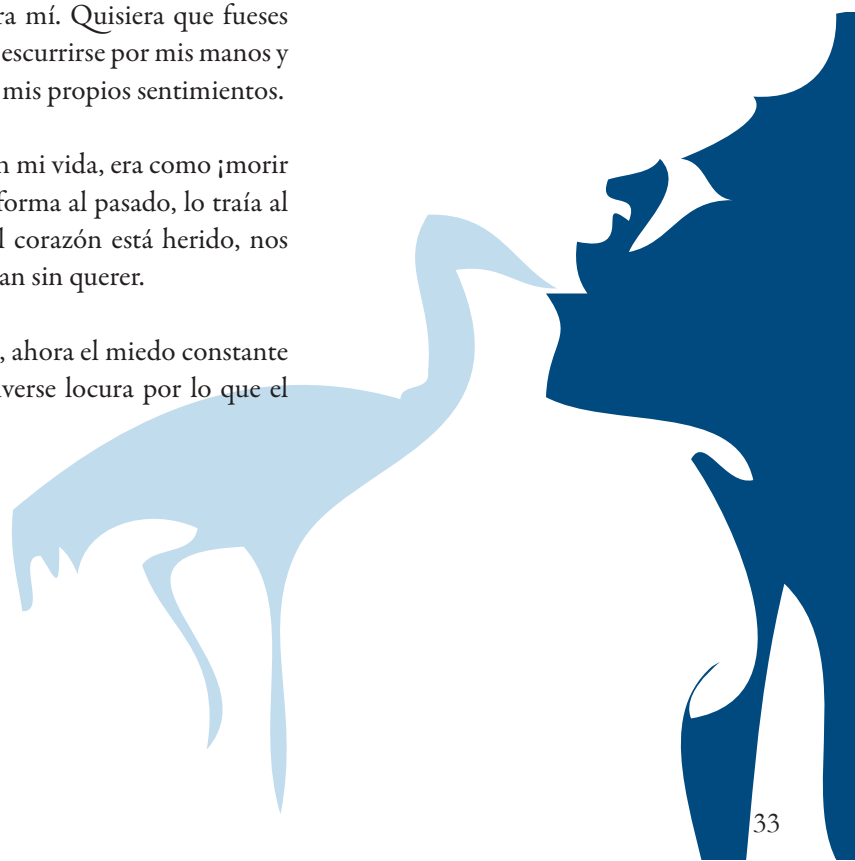 ra mí. Quisiera que fueses
escurrirse por mis manos y
mis propios sentimientos.
n mi vida, era como ¡morir
forma al pasado, lo traía al
l corazón está herido, nos
an sin querer.
, ahora el miedo constante
verse locura por lo que el
33